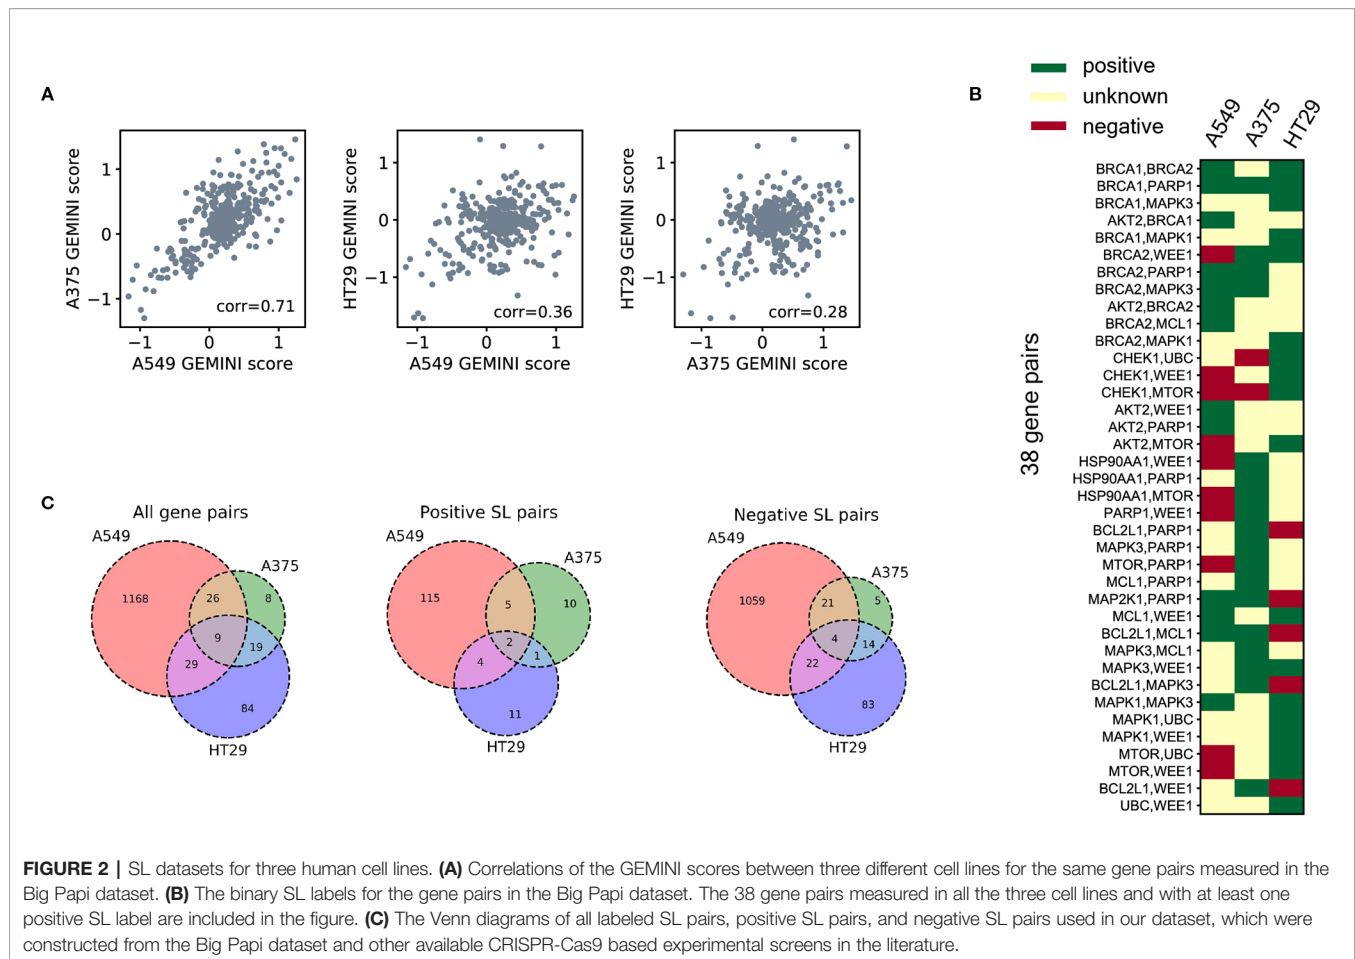 A
A375 GEMINI score
1
0
−1
−1
0
1
A549 GEMINI score
corr=0.71
HT29 GEMINI score
1
0
−1
−1
0
1
A549 GEMINI score
corr=0.36
HT29 GEMINI score
1
0
−1
−1
0
1
A375 GEMINI score
corr=0.28
B
positive
unknown
negative
A549
A375
HT29
38 gene pairs
BRCA1,BRCA2
BRCA1,PARP1
BRCA1,MAPK3
AKT2,BRCA1
BRCA1,MAPK1
BRCA2,WEE1
BRCA2,PARP1
BRCA2,MAPK3
AKT2,BRCA2
BRCA2,MCL1
BRCA2,MAPK1
CHEK1,UBC
CHEK1,WEE1
CHEK1,MTOR
AKT2,WEE1
AKT2,PARP1
AKT2,MTOR
HSP90AA1,WEE1
HSP90AA1,PARP1
HSP90AA1,MTOR
PARP1,WEE1
BCL2L1,PARP1
MAPK3,PARP1
MTOR,PARP1
MCL1,PARP1
MAP2K1,PARP1
MCL1,WEE1
BCL2L1,MCL1
MAPK3,MCL1
MAPK3,WEE1
BCL2L1,MAPK3
MAPK1,MAPK3
MAPK1,UBC
MAPK1,WEE1
MTOR,UBC
MTOR,WEE1
BCL2L1,WEE1
UBC,WEE1
C
All gene pairs
A549
A375
1168
26
8
9
19
29
84
HT29
Positive SL pairs
A549
A375
115
5
10
2
1
4
11
HT29
Negative SL pairs
A549
A375
1059
21
5
4
14
22
83
HT29
FIGURE 2 | SL datasets for three human cell lines. (A) Correlations of the GEMINI scores between three different cell lines for the same gene pairs measured in the
Big Papi dataset. (B) The binary SL labels for the gene pairs in the Big Papi dataset. The 38 gene pairs measured in all the three cell lines and with at least one
positive SL label are included in the figure. (C) The Venn diagrams of all labeled SL pairs, positive SL pairs, and negative SL pairs used in our dataset, which were
constructed from the Big Papi dataset and other available CRISPR-Cas9 based experimental screens in the literature.